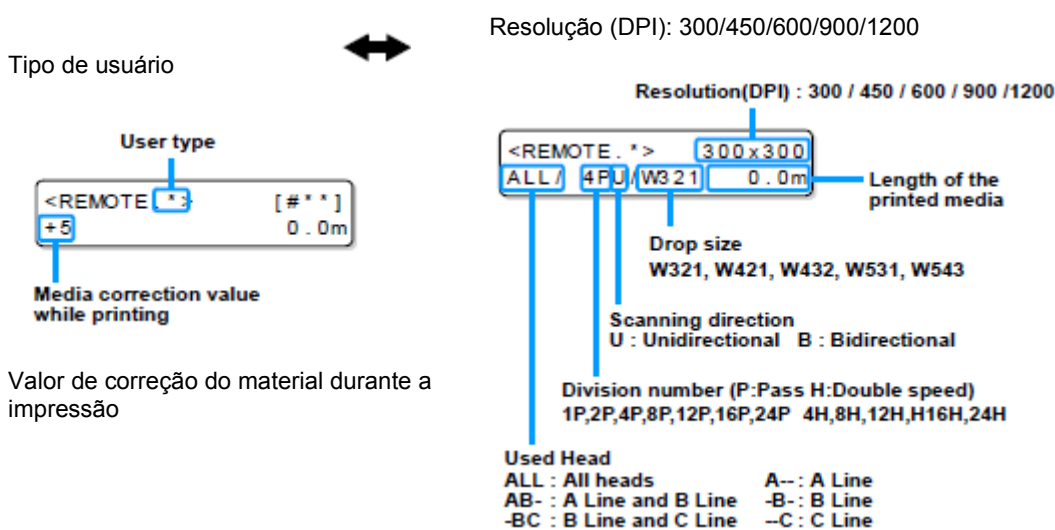 Resolução (DPI): 300/450/600/900/1200
Tipo de usuário
Resolution(DPI) : 300 / 450 / 600 / 900 /1200
User type
<REMOTE.*> [#**]
+5 0.0m
Media correction value
while printing
Valor de correção do material durante a
impressão
<REMOTE.*> 300x300
ALL/ 4PU/W321 0.0m
Length of the
printed media
Drop size
W321, W421, W432, W531, W543
Scanning direction
U : Unidirectional B : Bidirectional
Division number (P:Pass H:Double speed)
1P,2P,4P,8P,12P,16P,24P 4H,8H,12H,H16H,24H
Used Head
ALL : All heads A--: A Line
AB- : A Line and B Line -B-: B Line
-BC : B Line and C Line --C: C Line